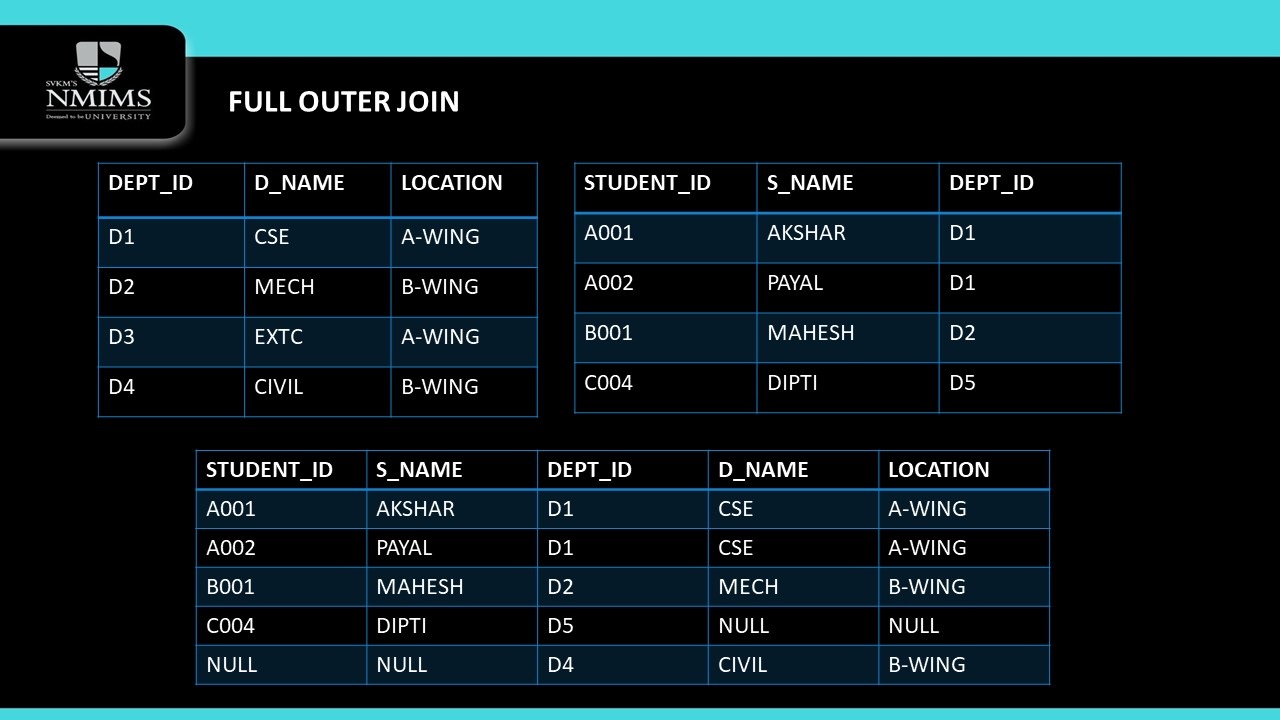 SVKM'S
NMIMS
Deemed to be UNIVERSITY
FULL OUTER JOIN
DEPT_ID D_NAME LOCATION
D1 CSE A-WING
D2 MECH B-WING
D3 EXTC A-WING
D4 CIVIL B-WING
STUDENT_ID S_NAME DEPT_ID
A001 AKSHAR D1
A002 PAYAL D1
B001 MAHESH D2
C004 DIPTI D5
STUDENT_ID S_NAME DEPT_ID D_NAME LOCATION
A001 AKSHAR D1 CSE A-WING
A002 PAYAL D1 CSE A-WING
B001 MAHESH D2 MECH B-WING
C004 DIPTI D5 NULL NULL
NULL NULL D4 CIVIL B-WING